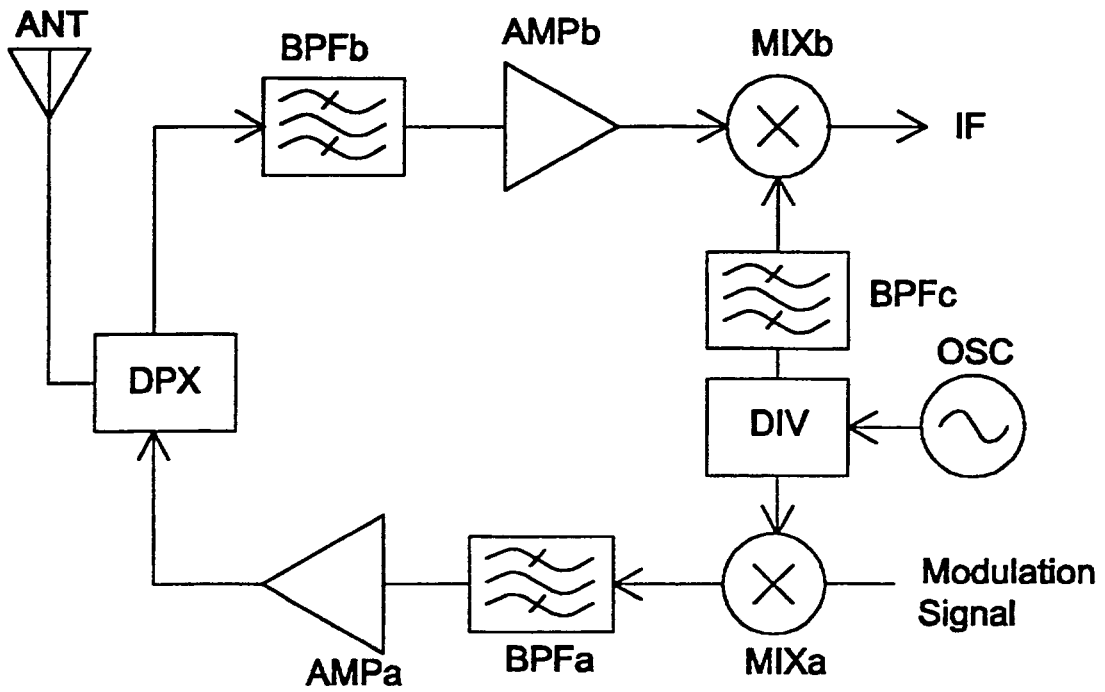 ANT
BPFb
AMPb
MIXb
IF
BPFc
OSC
DPX
DIV
Modulation
Signal
AMPa
BPFa
MIXa